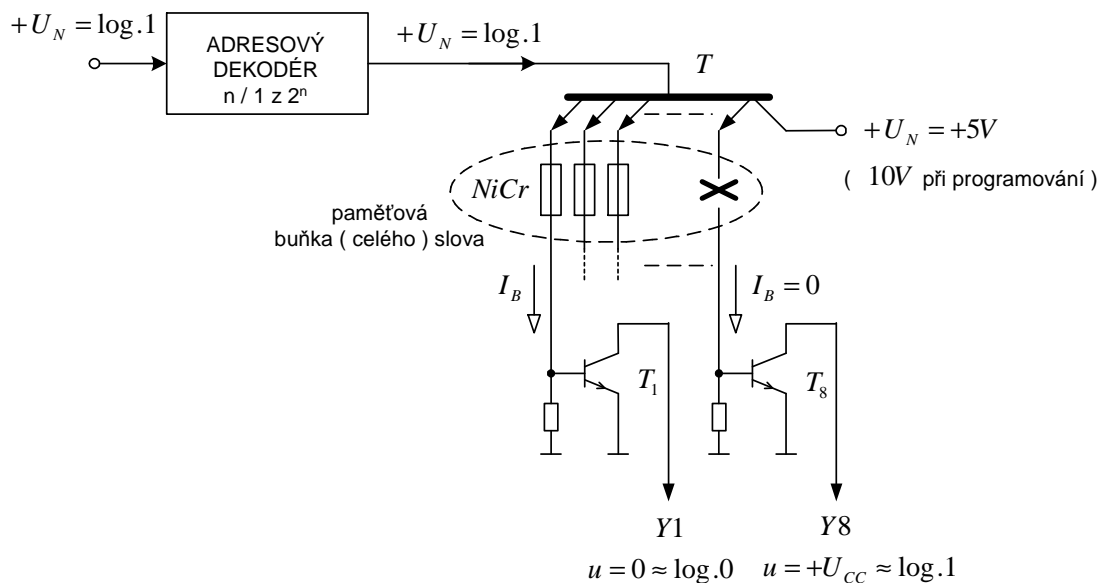 +U_N = log.1
ADRESOVÝ
DEKODÉR
n / 1 z 2ⁿ
+U_N = log.1
T
+U_N = +5V
( 10V při programování )
NiCr
paměťová
buňka ( celého ) slova
I_B
I_B = 0
T_1
T_8
Y1
Y8
u = 0 ≈ log.0
u = +U_CC ≈ log.1